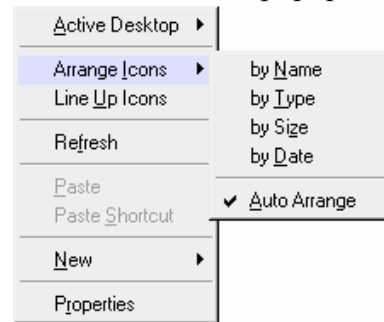 Active Desktop
Arrange Icons
Line Up Icons
Refresh
Paste
Paste Shortcut
New
Properties
by Name
by Type
by Size
by Date
Auto Arrange